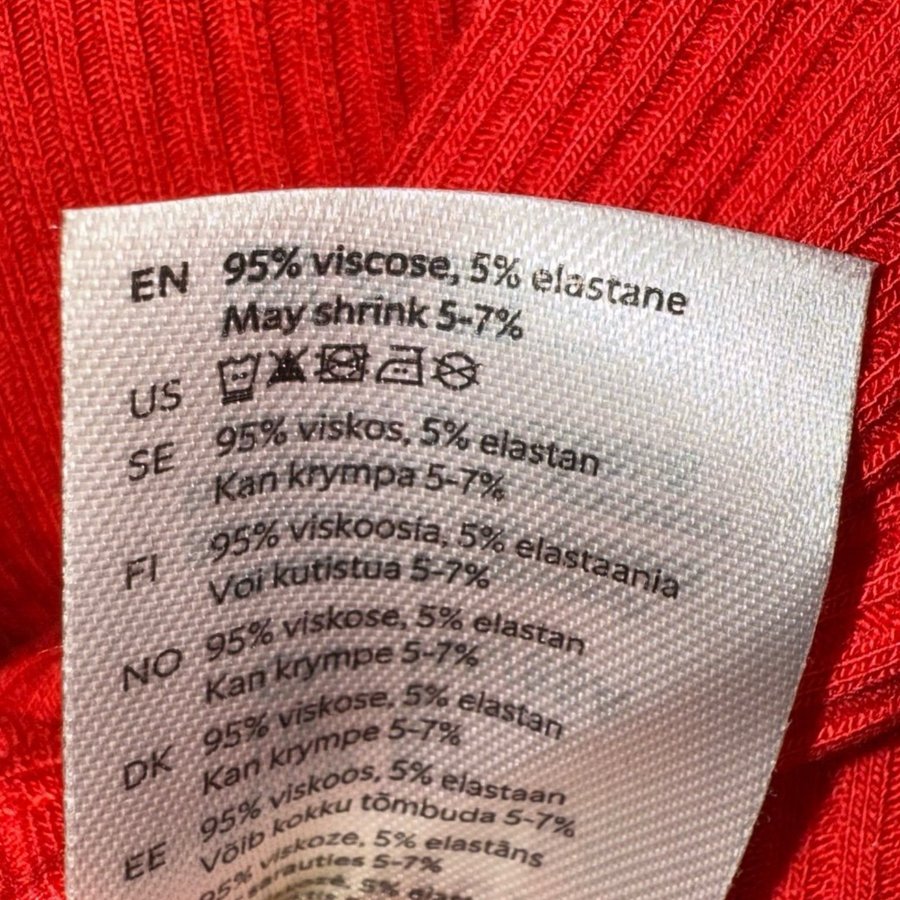 EN 95% viscose, 5% elastane
May shrink 5-7%
US
SE 95% viskos, 5% elastan
Kan krympa 5-7%
FI 95% viskoosia, 5% elastaania
Voi kutistua 5-7%
NO 95% viskose, 5% elastan
Kan krympe 5-7%
DK 95% viskose, 5% elastan
Kan krympe 5-7%
EE 95% viskoos, 5% elastaan
Võib kokku tõmbuda 5-7%
95% viskoze, 5% elastāns
5-7%
5%